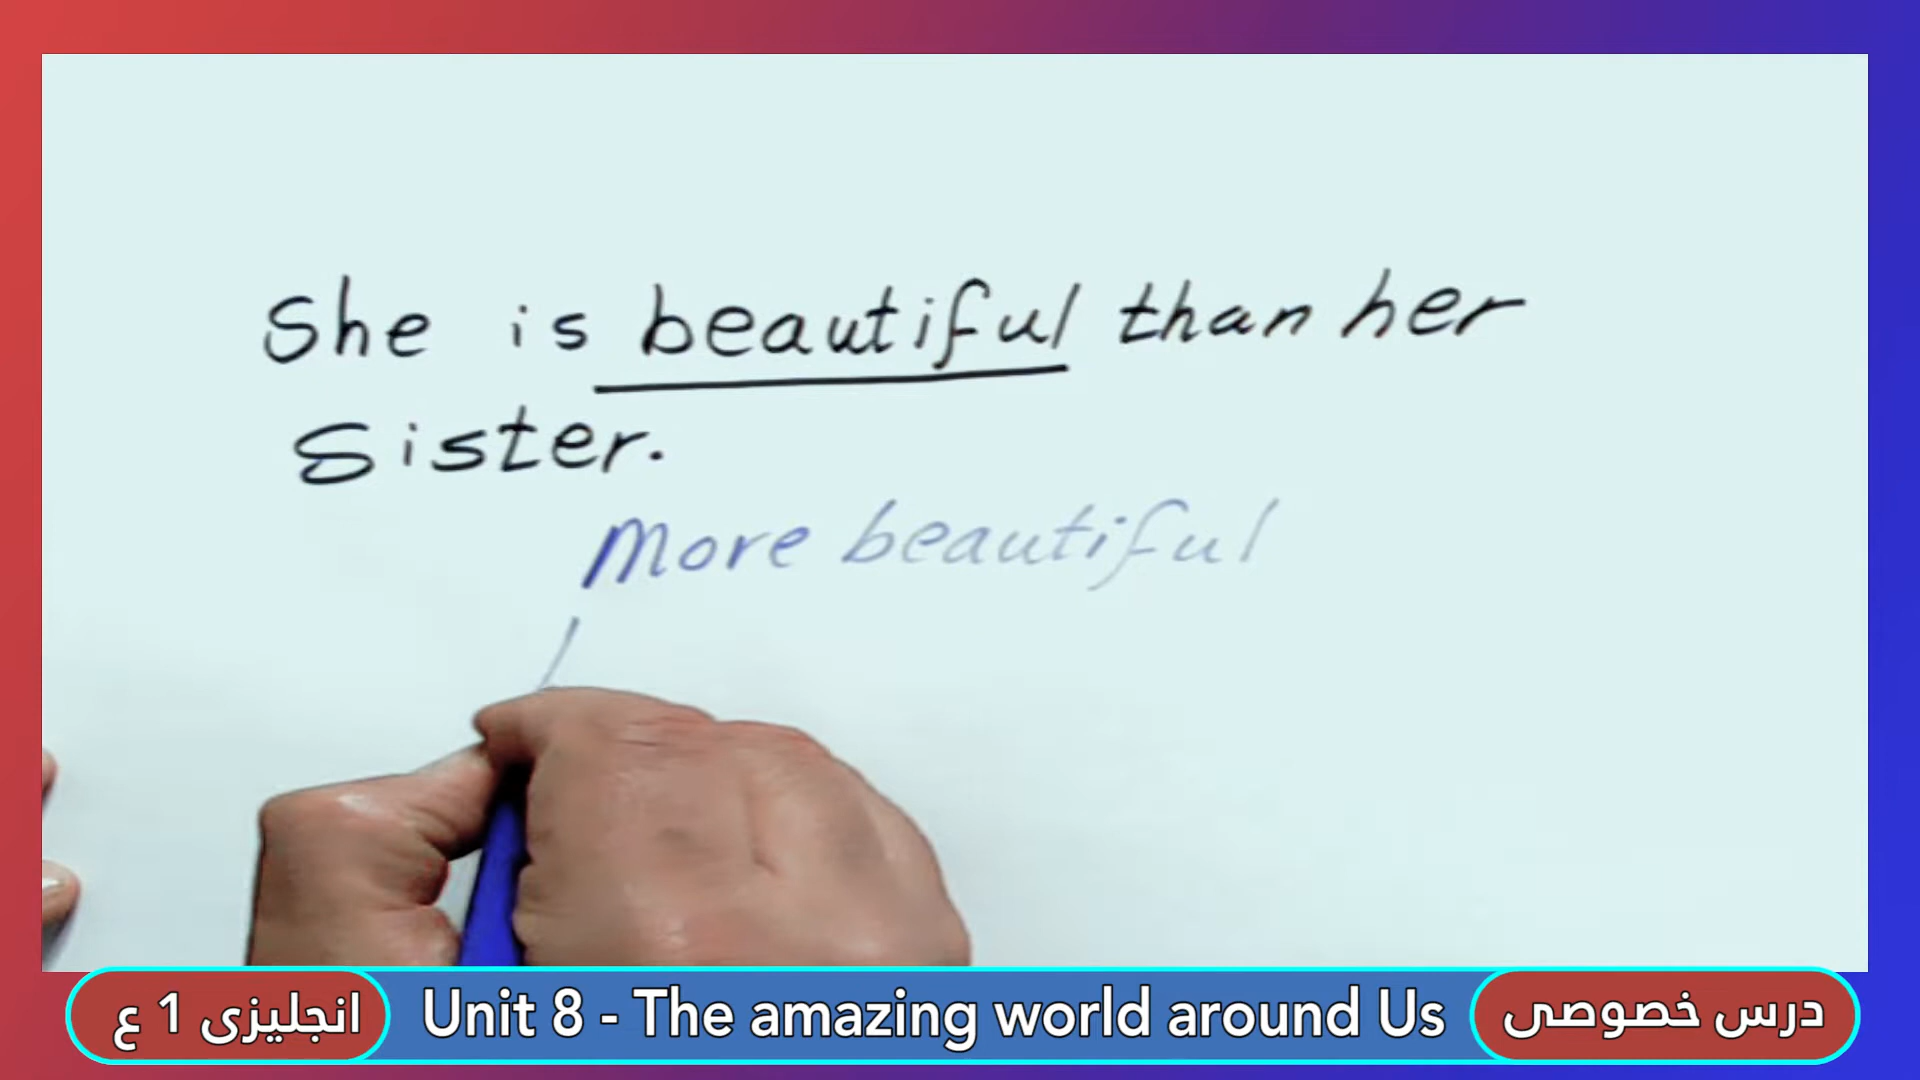 She is beautiful than her
sister.
More beautiful
انجليزى 1 ع
Unit 8 - The amazing world around Us
درس خصوصى